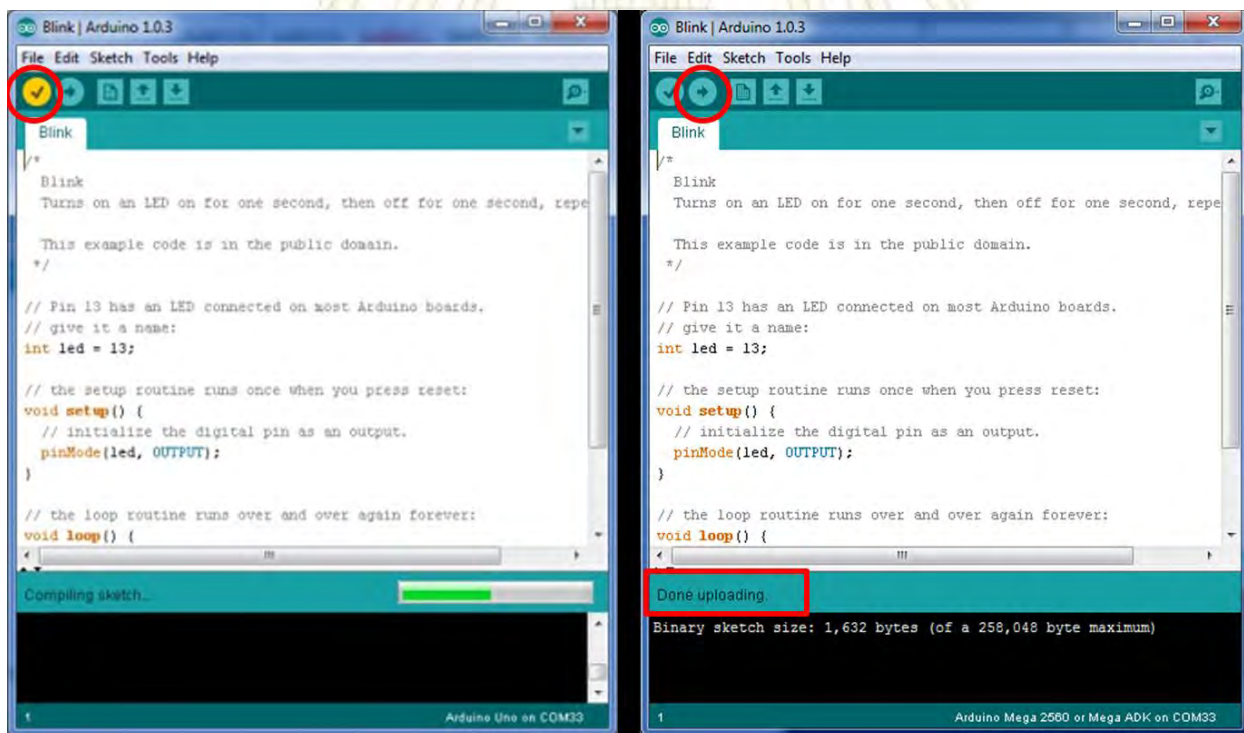 Blink | Arduino 1.0.3
File Edit Sketch Tools Help
Blink
/*
Blink
Turns on an LED on for one second, then off for one second, repe
This example code is in the public domain.
*/
// Pin 13 has an LED connected on most Arduino boards.
// give it a name:
int led = 13;
// the setup routine runs once when you press reset:
void setup() {
// initialize the digital pin as an output.
pinMode(led, OUTPUT);
}
// the loop routine runs over and over again forever:
void loop() {
Compiling sketch...
1
Arduino Uno on COM33
Blink | Arduino 1.0.3
File Edit Sketch Tools Help
Blink
/*
Blink
Turns on an LED on for one second, then off for one second, repe
This example code is in the public domain.
*/
// Pin 13 has an LED connected on most Arduino boards.
// give it a name:
int led = 13;
// the setup routine runs once when you press reset:
void setup() {
// initialize the digital pin as an output.
pinMode(led, OUTPUT);
}
// the loop routine runs over and over again forever:
void loop() {
Done uploading.
Binary sketch size: 1,632 bytes (of a 258,048 byte maximum)
1
Arduino Mega 2560 or Mega ADK on COM33